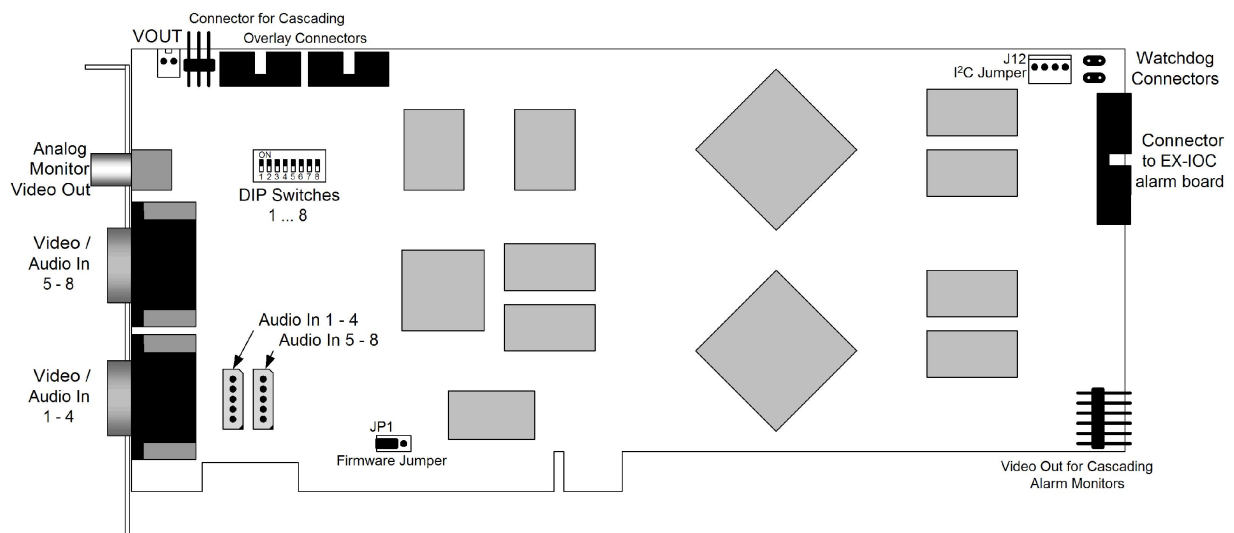 Connector for Cascading
VOUT
Overlay Connectors
J12
I²C Jumper
Watchdog
Connectors
Analog
Monitor
Video Out
ON
1 2 3 4 5 6 7 8
DIP Switches
1 ... 8
Connector
to EX-IOC
alarm board
Video /
Audio In
5 - 8
Audio In 1 - 4
Audio In 5 - 8
Video /
Audio In
1 - 4
JP1
Firmware Jumper
Video Out for Cascading
Alarm Monitors